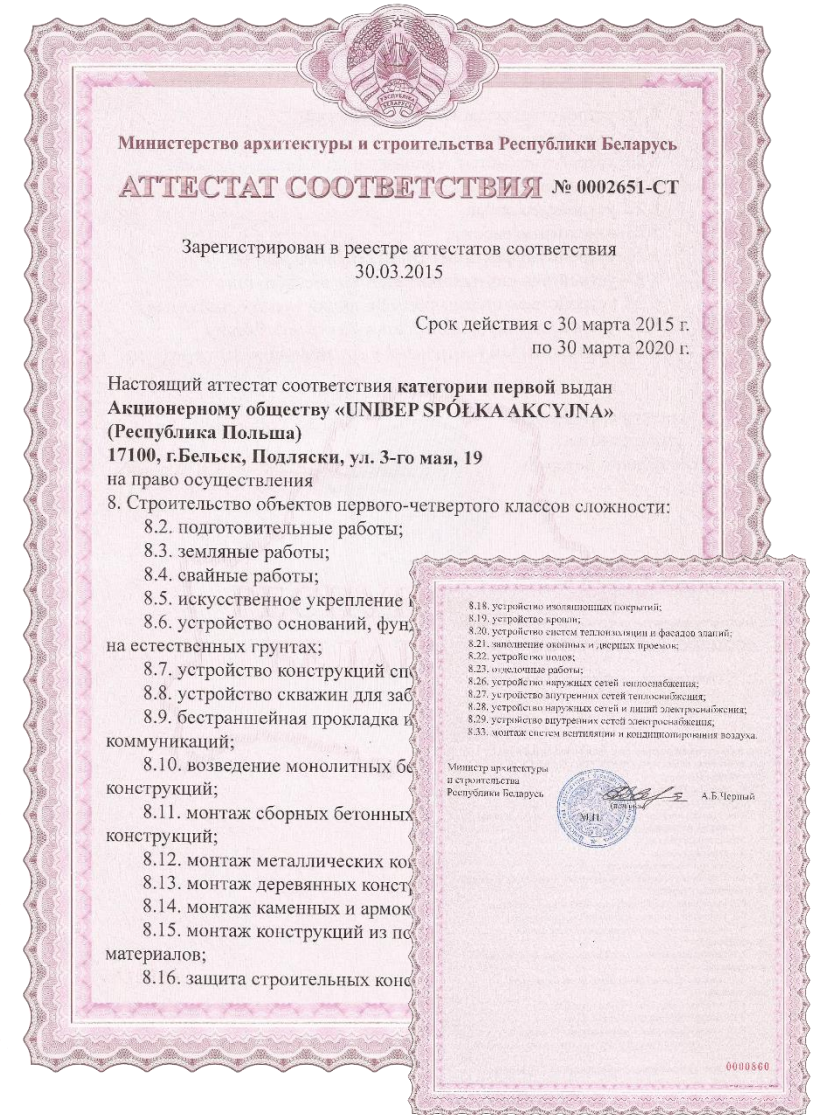 Министерство архитектуры и строительства Республики Беларусь
АТТЕСТАТ СООТВЕТСТВИЯ № 0002651-СТ
Зарегистрирован в реестре аттестатов соответствия
30.03.2015
Срок действия с 30 марта 2015 г.
по 30 марта 2020 г.
Настоящий аттестат соответствия категории первой выдан
Акционерному обществу «UNIBEP SPÓŁKA AKCYJNA»
(Республика Польша)
17100, г.Бельск, Подляски, ул. 3-го мая, 19
на право осуществления
8. Строительство объектов первого-четвертого классов сложности:
8.2. подготовительные работы;
8.3. земляные работы;
8.4. свайные работы;
8.5. искусственное укрепление
8.6. устройство оснований,
на естественных грунтах;
8.7. устройство конструкций
8.8. устройство скважин для
8.9. бестраншейная прокладка
коммуникаций;
8.10. возведение монолитных
конструкций;
8.11. монтаж сборных бетонных
конструкций;
8.12. монтаж металлических
8.13. монтаж деревянных
8.14. монтаж каменных и
8.15. монтаж конструкций из
материалов;
8.16. защита строительных
8.18. устройство изоляционных покрытий;
8.19. устройство кровли;
8.20. устройство систем теплоизоляции и фасадов зданий;
8.21. заполнение оконных и дверных проемов;
8.22. устройство полов;
8.23. отделочные работы;
8.26. устройство наружных сетей теплоснабжения;
8.27. устройство внутренних сетей теплоснабжения;
8.28. устройство наружных сетей и линий электроснабжения;
8.29. устройство внутренних сетей электроснабжения;
8.33. монтаж систем вентиляции и кондиционирования воздуха.
Министр архитектуры
и строительства
Республики Беларусь
А.Б.Черный
(подпись)
М.П.
0000860